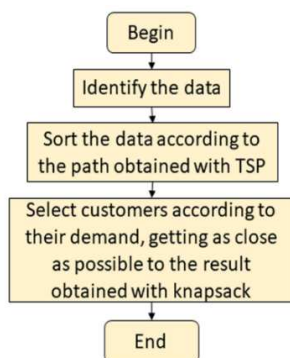 Begin
Identify the data
Sort the data according to
the path obtained with TSP
Select customers according to
their demand, getting as close
as possible to the result
obtained with knapsack
End